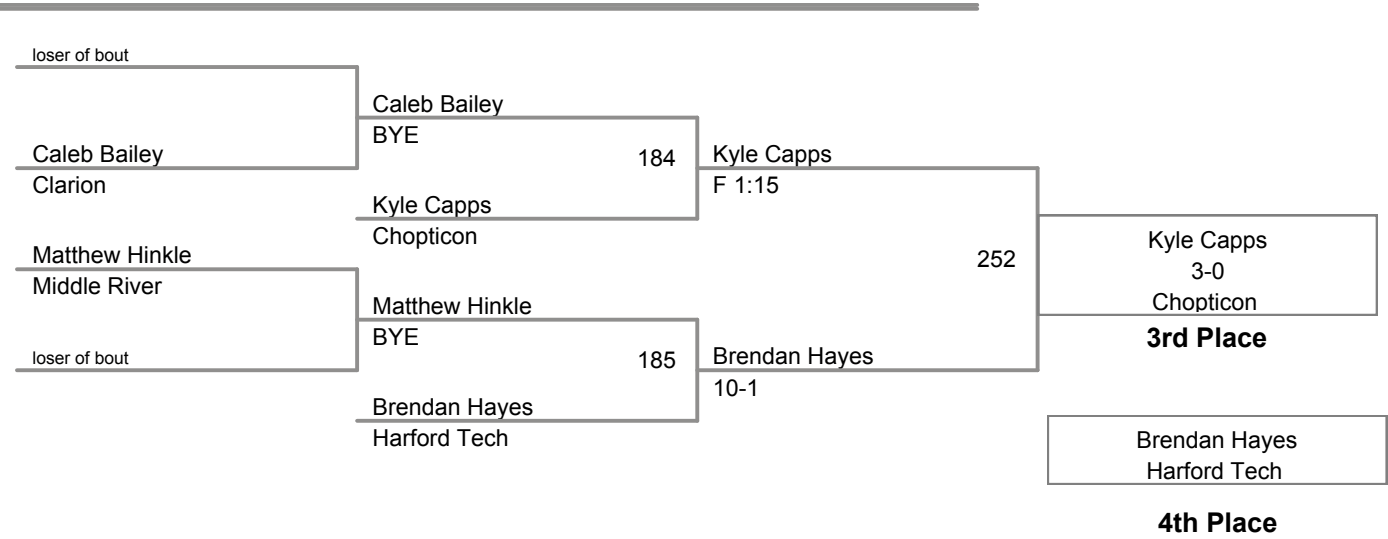 loser of bout
Caleb Bailey
BYE
Caleb Bailey
Clarion
184
Kyle Capps
F 1:15
Kyle Capps
Chopticon
Matthew Hinkle
Middle River
252
Kyle Capps
3-0
Chopticon
3rd Place
Matthew Hinkle
BYE
loser of bout
185
Brendan Hayes
10-1
Brendan Hayes
Harford Tech
Brendan Hayes
Harford Tech
4th Place